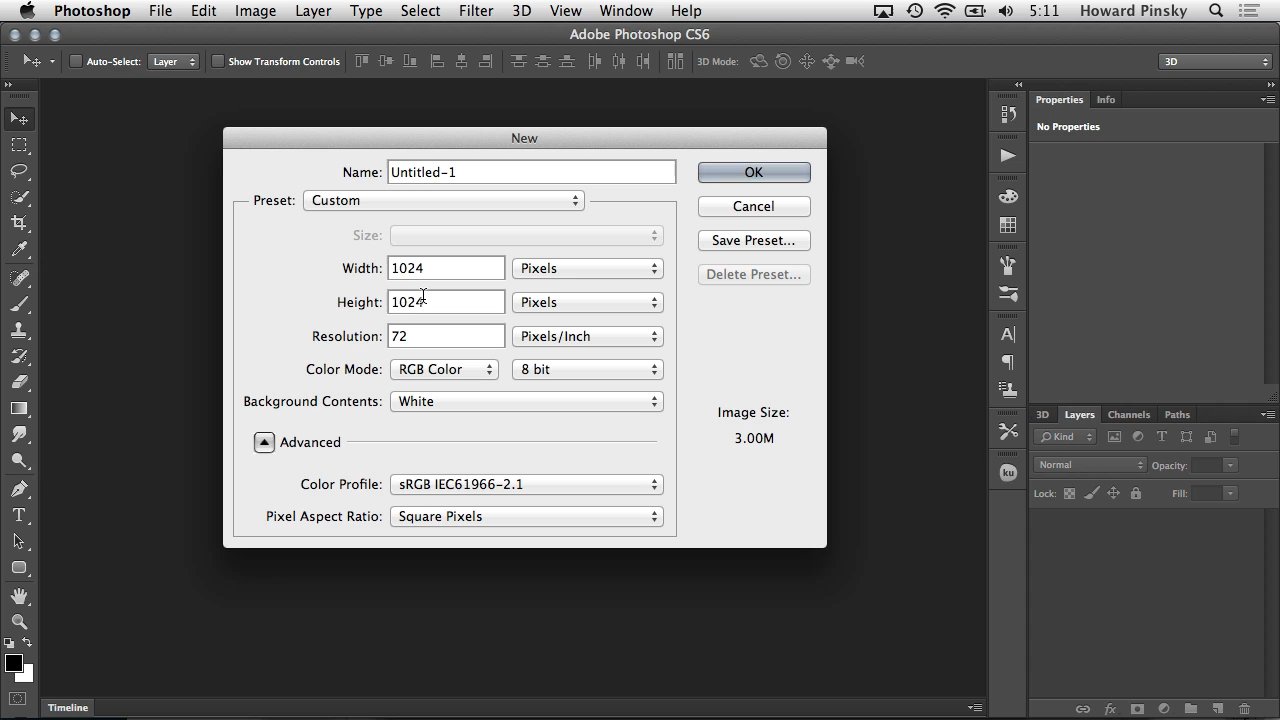 Photoshop File Edit Image Layer Type Select Filter 3D View Window Help 5:11 Howard Pinsky
Adobe Photoshop CS6
Auto-Select: Layer Show Transform Controls 3D Mode: 3D
Properties Info
No Properties
New
Name: Untitled-1 OK
Preset: Custom Cancel
Size: Save Preset...
Width: 1024 Pixels
Delete Preset...
Height: 1024 Pixels
Resolution: 72 Pixels/Inch
Color Mode: RGB Color 8 bit
Background Contents: White
Image Size:
3.00M
Advanced
Color Profile: sRGB IEC61966-2.1
Pixel Aspect Ratio: Square Pixels
3D Layers Channels Paths
Kind
Normal Opacity:
Lock: Fill:
ku
Timeline